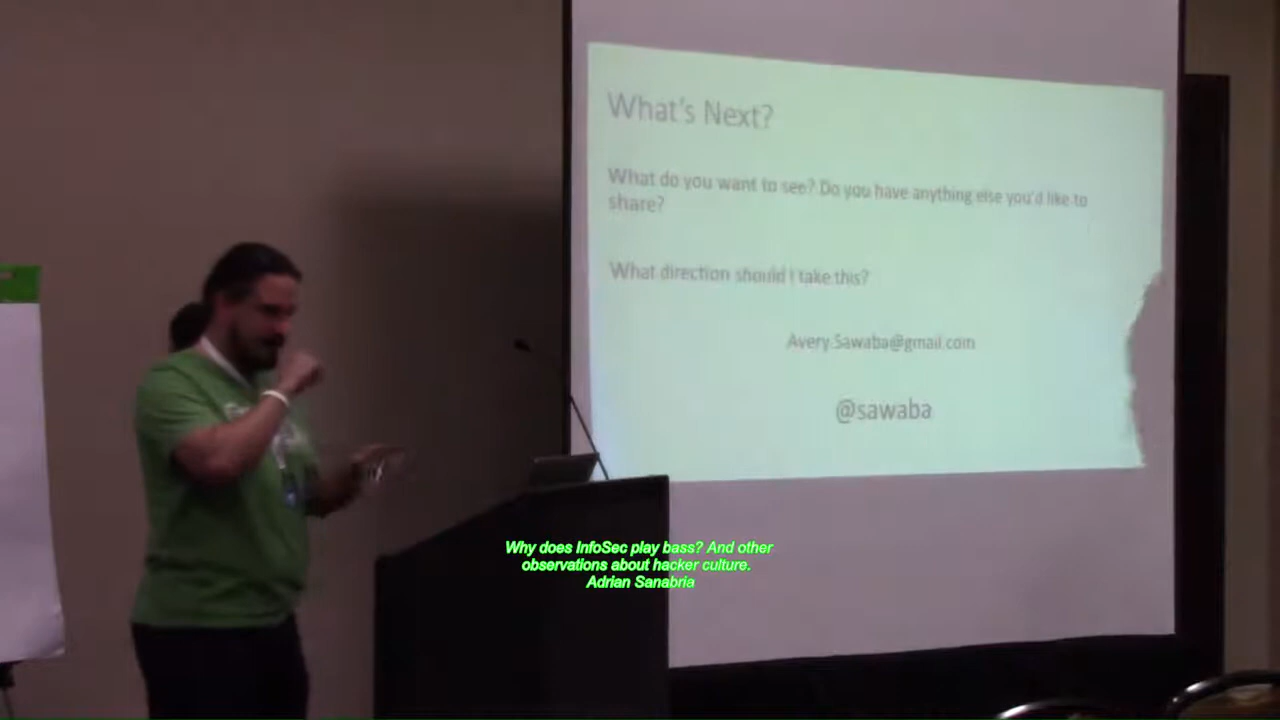 What's Next?
What do you want to see? Do you have anything else you'd like to
share?
What direction should I take this?
Avery.Sawaba@gmail.com
@sawaba
Why does InfoSec play bass? And other
observations about hacker culture.
Adrian Sanabria